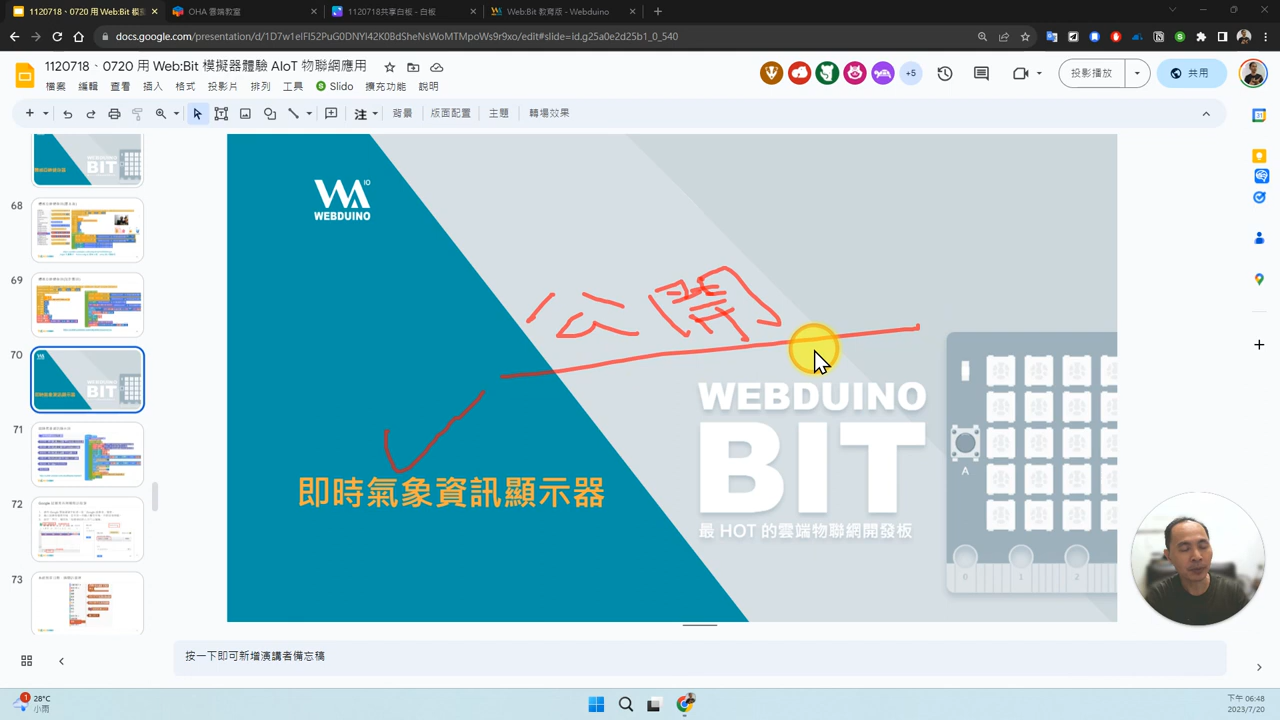 1120718、0720 用 Web:Bit 模
OHA 雲端教室
1120718共享白板 - 白板
Web:Bit 教育版 - Webduino
docs.google.com/presentation/d/1D7w1elFI52PuG0DNYI42K0BdSheNsWoMTMpoWs9r9xo/edit#slide=id.g25a0e2d25b1_0_540
1120718、0720 用 Web:Bit 模擬器體驗 AIoT 物聯網應用
檔案 編輯 查看 插入 格式 投影片 排列 工具 Slido 擴充功能 說明
+5
投影播放
共用
注 背景 版面配置 主題 轉場效果
68
69
70
71
72
73
WEBDUINO
公開
WEBDUINO
BIT
最 HOT 的雲端物聯網開發板
即時氣象資訊顯示器
A
1 2
按一下即可新增演講者備忘稿
1
28°C
小雨
下午 06:48
2023/7/20